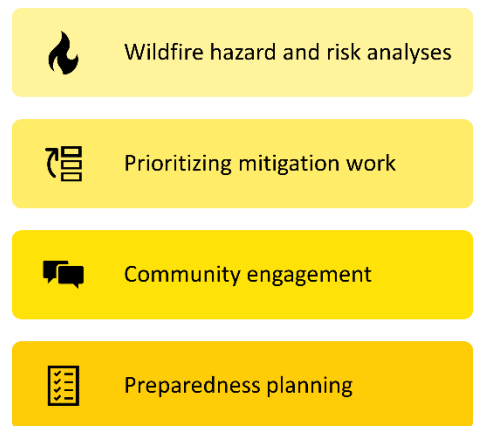 Wildfire hazard and risk analyses
Prioritizing mitigation work
Community engagement
Preparedness planning